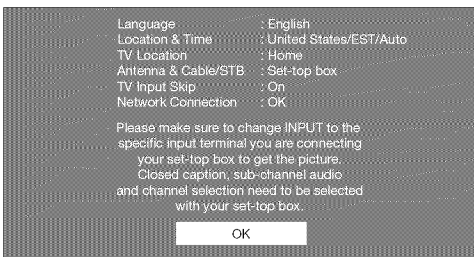 Language : English
Location & Time : United States/EST/Auto
TV Location : Home
Antenna & Cable/STB : Set-top box
TV Input Skip : On
Network Connection : OK
Please make sure to change INPUT to the
specific input terminal you are connecting
your set-top box to get the picture.
Closed caption, sub-channel audio
and channel selection need to be selected
with your set-top box.
OK